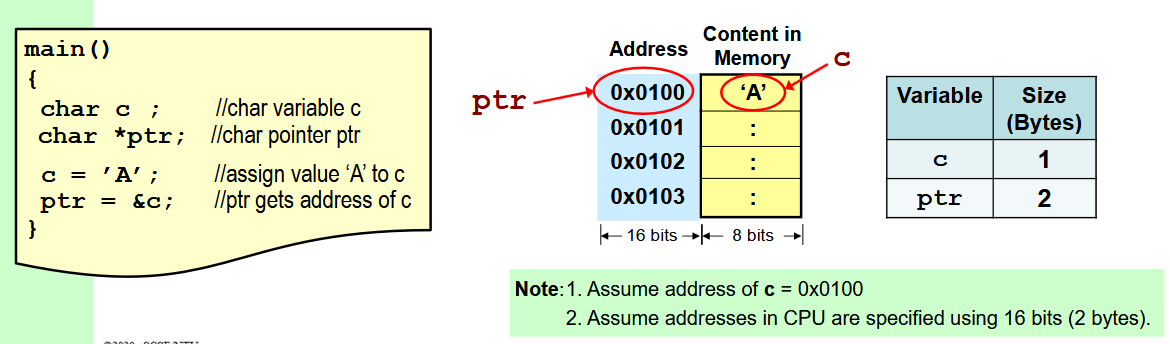 main()
{
char c ; //char variable c
char *ptr; //char pointer ptr
c = ’A’; //assign value ‘A’ to c
ptr = &c; //ptr gets address of c
}
Address
Content in
Memory
c
ptr
0x0100 ‘A’
0x0101 :
0x0102 :
0x0103 :
16 bits 8 bits
Variable Size
(Bytes)
c 1
ptr 2
Note: 1. Assume address of c = 0x0100
2. Assume addresses in CPU are specified using 16 bits (2 bytes).